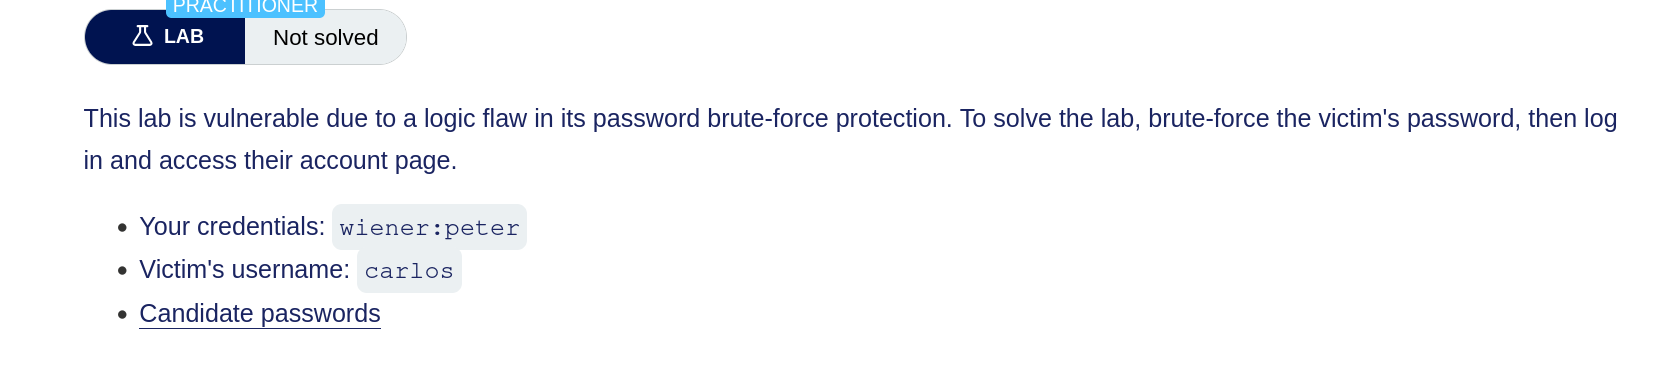 PRACTITIONER
LAB
Not solved
This lab is vulnerable due to a logic flaw in its password brute-force protection. To solve the lab, brute-force the victim's password, then log
in and access their account page.
Your credentials: wiener:peter
Victim's username: carlos
Candidate passwords